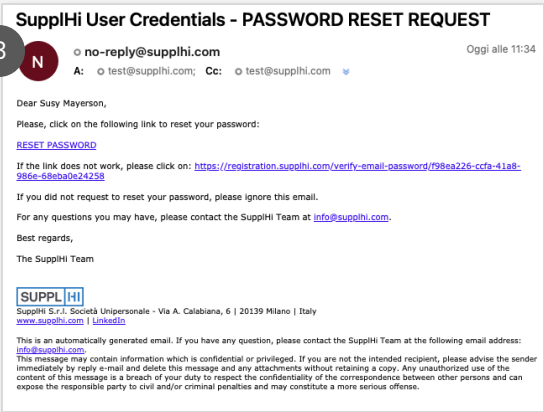 SupplHi User Credentials - PASSWORD RESET REQUEST
3
N
no-reply@supplhi.com
Oggi alle 11:34
A: test@supplhi.com; Cc: test@supplhi.com
Dear Susy Mayerson,
Please, click on the following link to reset your password:
RESET PASSWORD
If the link does not work, please click on: https://registration.supplhi.com/verify-email-password/f98ea226-ccfa-41a8-
986e-68eba0e24258
If you did not request to reset your password, please ignore this email.
For any questions you may have, please contact the SupplHi Team at info@supplhi.com.
Best regards,
The SupplHi Team
SUPPLHI
SupplHi S.r.l. Società Unipersonale - Via A. Calabiana, 6 | 20139 Milano | Italy
www.supplhi.com | LinkedIn
This is an automatically generated email. If you have any question, please contact the SupplHi Team at the following email address:
info@supplhi.com.
This message may contain information which is confidential or privileged. If you are not the intended recipient, please advise the sender
immediately by reply e-mail and delete this message and any attachments without retaining a copy. Any unauthorized use of the
content of this message is a breach of your duty to respect the confidentiality of the correspondence between other persons and can
expose the responsible party to civil and/or criminal penalties and may constitute a more serious offense.